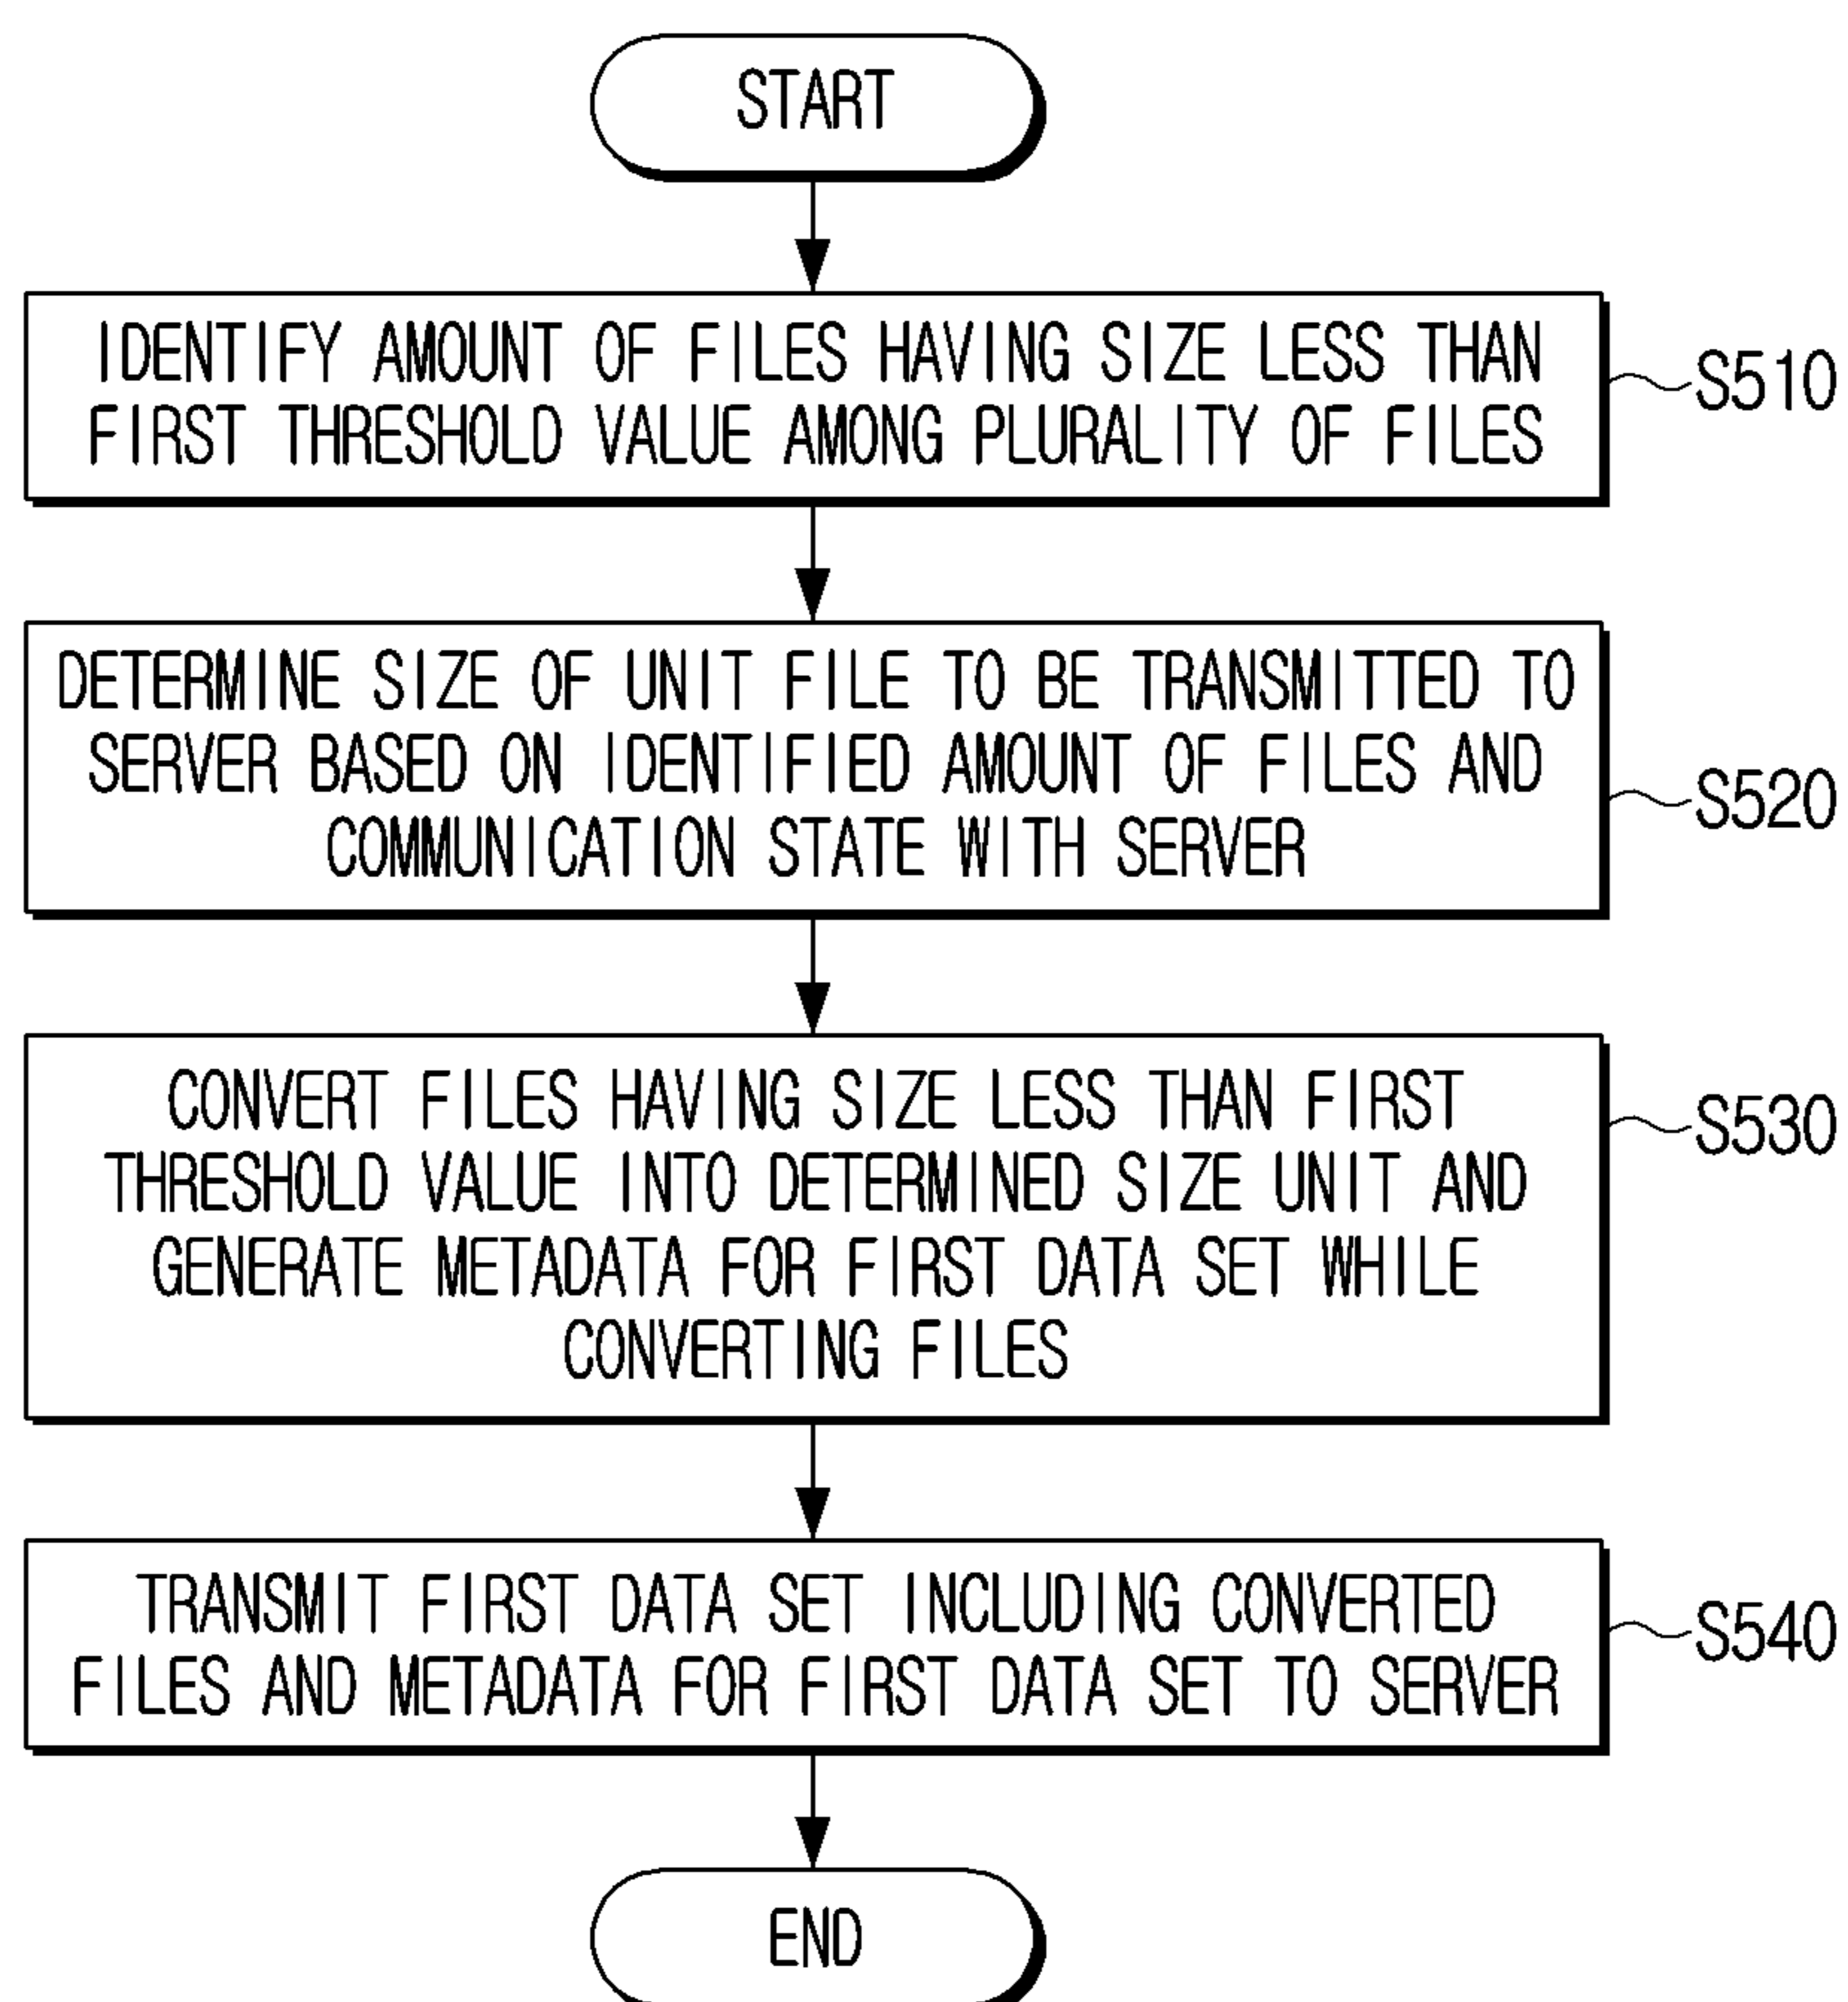 START
IDENTIFY AMOUNT OF FILES HAVING SIZE LESS THAN
FIRST THRESHOLD VALUE AMONG PLURALITY OF FILES
S510
DETERMINE SIZE OF UNIT FILE TO BE TRANSMITTED TO
SERVER BASED ON IDENTIFIED AMOUNT OF FILES AND
COMMUNICATION STATE WITH SERVER
S520
CONVERT FILES HAVING SIZE LESS THAN FIRST
THRESHOLD VALUE INTO DETERMINED SIZE UNIT AND
GENERATE METADATA FOR FIRST DATA SET WHILE
CONVERTING FILES
S530
TRANSMIT FIRST DATA SET INCLUDING CONVERTED
FILES AND METADATA FOR FIRST DATA SET TO SERVER
S540
END